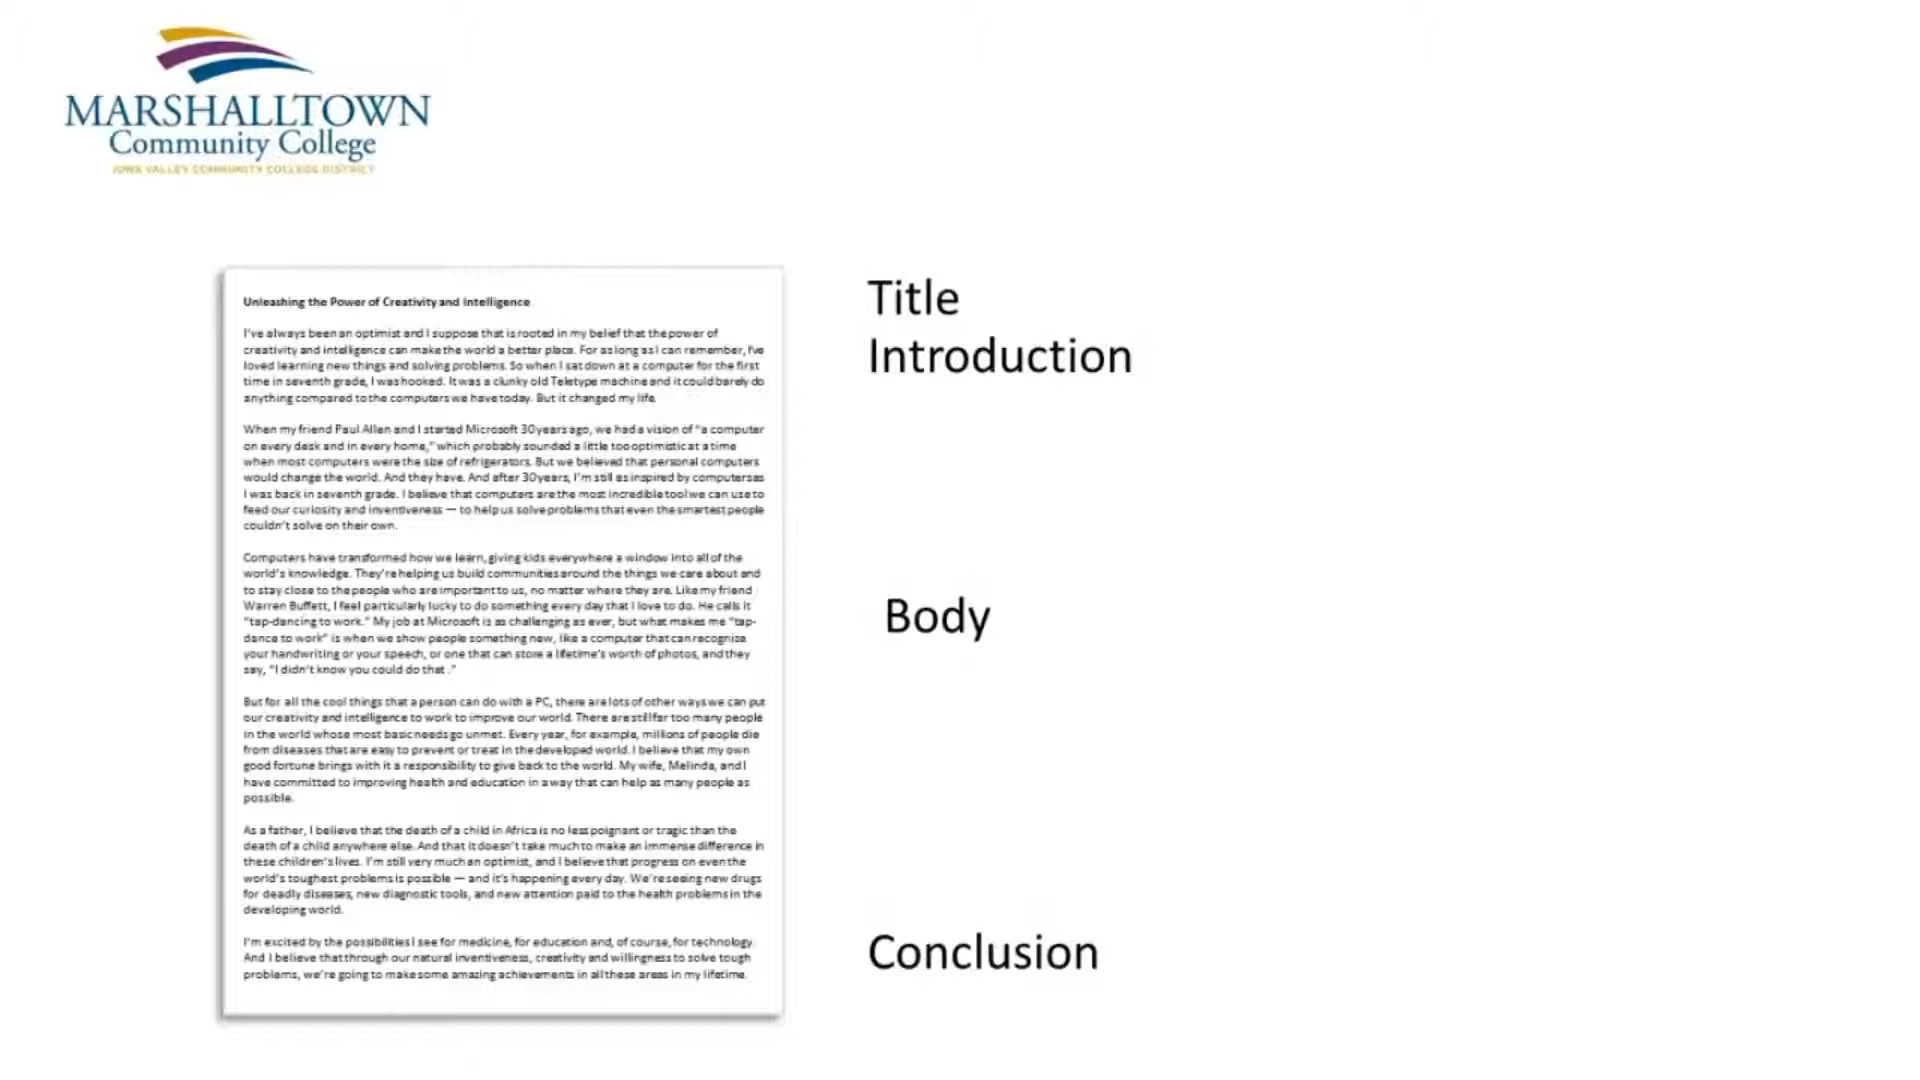 MARSHALLTOWN
Community College
IOWA VALLEY COMMUNITY COLLEGE DISTRICT
Unleashing the Power of Creativity and Intelligence
I've always been an optimist and I suppose that is rooted in my belief that the power of
creativity and intelligence can make the world a better place. For as long as I can remember, I've
loved learning new things and solving problems. So when I sat down at a computer for the first
time in seventh grade, I was hooked. It was a clunky old Teletype machine and it could barely do
anything compared to the computers we have today. But it changed my life.
When my friend Paul Allen and I started Microsoft 30 years ago, we had a vision of "a computer
on every desk and in every home," which probably sounded a little too optimistic at a time
when most computers were the size of refrigerators. But we believed that personal computers
would change the world. And they have. And after 30 years, I'm still as inspired by computers as
I was back in seventh grade. I believe that computers are the most incredible tool we can use to
feed our curiosity and inventiveness — to help us solve problems that even the smartest people
couldn't solve on their own.
Computers have transformed how we learn, giving kids everywhere a window into all of the
world's knowledge. They're helping us build communities around the things we care about and
to stay close to the people who are important to us, no matter where they are. Like my friend
Warren Buffett, I feel particularly lucky to do something every day that I love to do. He calls it
"tap-dancing to work." My job at Microsoft is as challenging as ever, but what makes me "tap-
dance to work" is when we show people something new, like a computer that can recognize
your handwriting or your speech, or one that can store a lifetime's worth of photos, and they
say, "I didn't know you could do that ."
But for all the cool things that a person can do with a PC, there are lots of other ways we can put
our creativity and intelligence to work to improve our world. There are still far too many people
in the world whose most basic needs go unmet. Every year, for example, millions of people die
from diseases that are easy to prevent or treat in the developed world. I believe that my own
good fortune brings with it a responsibility to give back to the world. My wife, Melinda, and I
have committed to improving health and education in a way that can help as many people as
possible.
As a father, I believe that the death of a child in Africa is no less poignant or tragic than the
death of a child anywhere else. And that it doesn't take much to make an immense difference in
these children's lives. I'm still very much an optimist, and I believe that progress on even the
world's toughest problems is possible — and it's happening every day. We're seeing new drugs
for deadly diseases, new diagnostic tools, and new attention paid to the health problems in the
developing world.
I'm excited by the possibilities I see for medicine, for education and, of course, for technology.
And I believe that through our natural inventiveness, creativity and willingness to solve tough
problems, we're going to make some amazing achievements in all these areas in my lifetime.
Title
Introduction
Body
Conclusion